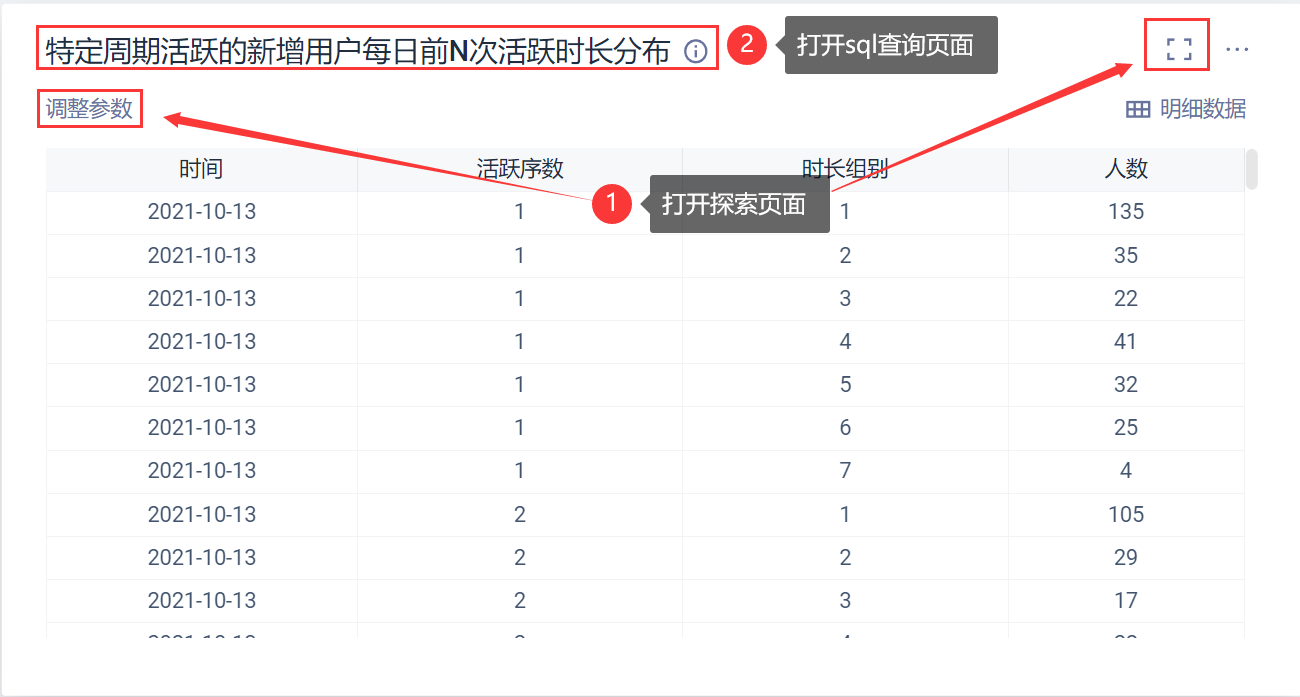 特定周期活跃的新增用户每日前N次活跃时长分布
2 打开sql查询页面
调整参数
明细数据
时间 活跃序数 时长组别 人数
1 打开探索页面
2021-10-13 1 1 135
2021-10-13 1 2 35
2021-10-13 1 3 22
2021-10-13 1 4 41
2021-10-13 1 5 32
2021-10-13 1 6 25
2021-10-13 1 7 4
2021-10-13 2 1 105
2021-10-13 2 2 29
2021-10-13 2 3 17